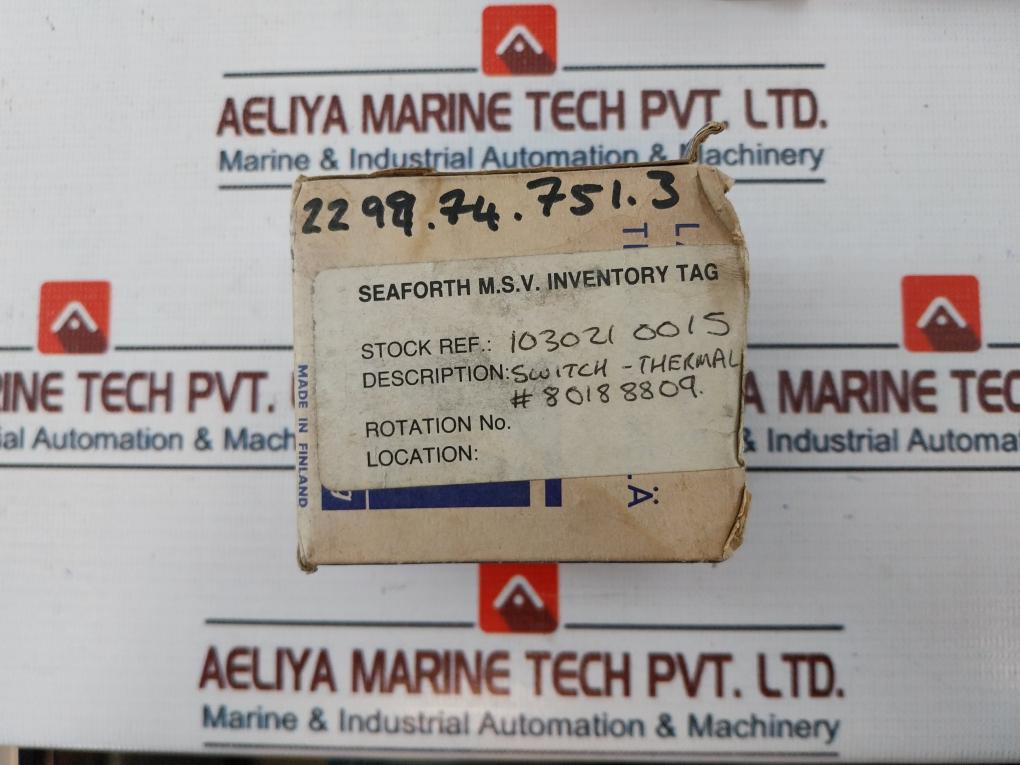 AELIYA MARINE TECH PVT. LTD.
Marine & Industrial Automation & Machinery
2299.74.751.3
SEAFORTH M.S.V. INVENTORY TAG
STOCK REF.: 103021 0015
DESCRIPTION: SWITCH - THERMAL
# 80188809.
ROTATION No.
LOCATION:
MADE IN FINLAND
Ä
INE TECH PVT.
ial Automation & Mach
A MARINE TECH
& Industrial Automa
AELIYA MARINE TECH PVT. LTD.
Marine & Industrial Automation & Machinery